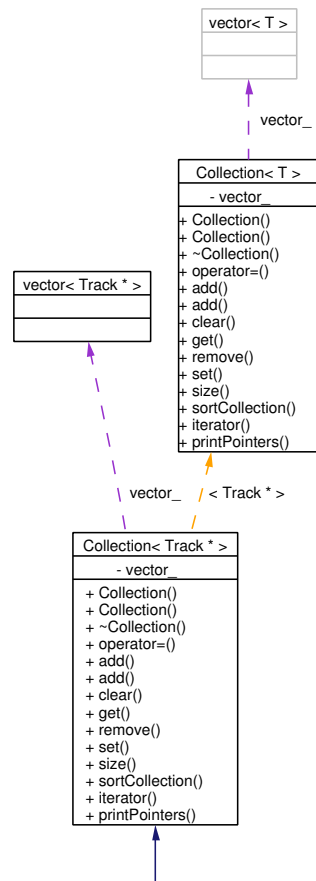 vector< T >
vector_
Collection< T >
- vector_
+ Collection()
+ Collection()
+ ~Collection()
+ operator=()
+ add()
+ add()
+ clear()
+ get()
+ remove()
+ set()
+ size()
+ sortCollection()
+ iterator()
+ printPointers()
vector< Track * >
vector_
< Track * >
Collection< Track * >
- vector_
+ Collection()
+ Collection()
+ ~Collection()
+ operator=()
+ add()
+ add()
+ clear()
+ get()
+ remove()
+ set()
+ size()
+ sortCollection()
+ iterator()
+ printPointers()